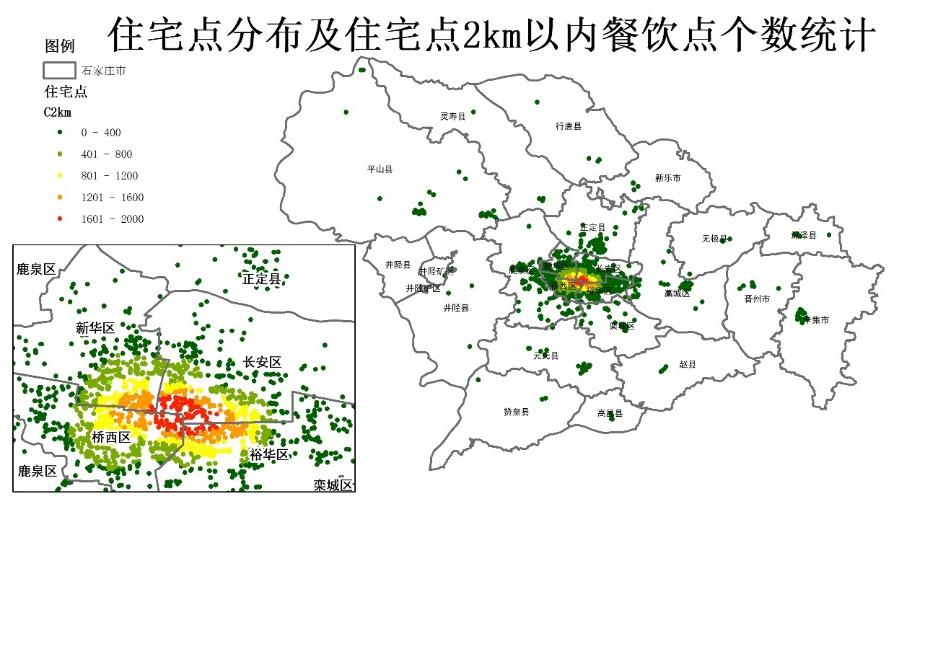 住宅点分布及住宅点2km以内餐饮点个数统计
图例
石家庄市
住宅点
C2km
0 - 400
401 - 800
801 - 1200
1201 - 1600
1601 - 2000
灵寿县
行唐县
平山县
新乐市
正定县
无极县
深泽县
井陉县
井陉矿区
长安区
藁城区
晋州市
辛集市
井陉县
栾城区
元氏县
赵县
赞皇县
高邑县
鹿泉区
正定县
新华区
长安区
桥西区
裕华区
鹿泉区
栾城区